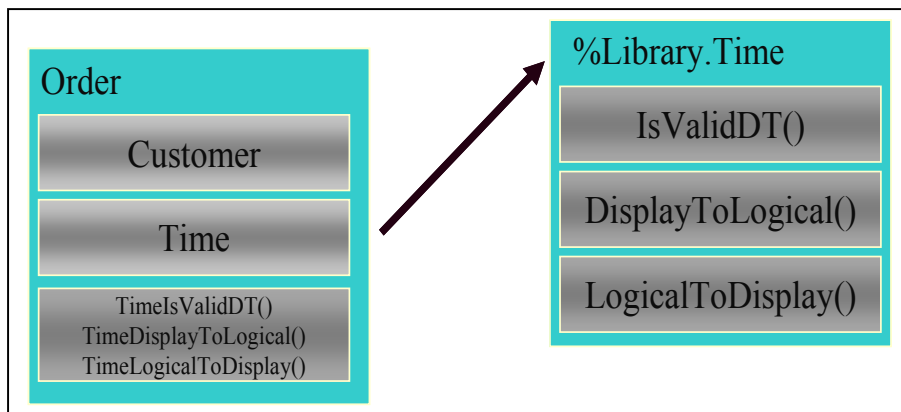 Order
Customer
Time
TimeIsValidDT()
TimeDisplayToLogical()
TimeLogicalToDisplay()
%Library.Time
IsValidDT()
DisplayToLogical()
LogicalToDisplay()